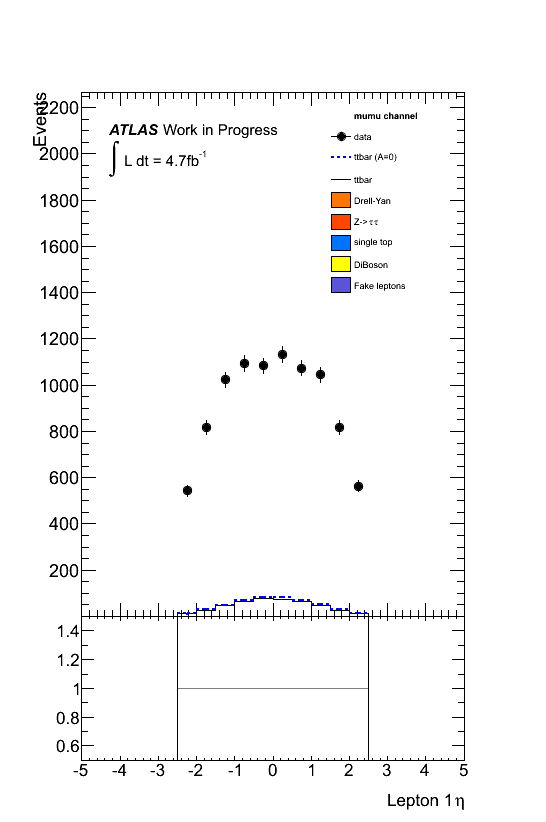 Events
2200
2000
1800
1600
1400
1200
1000
800
600
400
200
ATLAS Work in Progress
∫ L dt = 4.7fb⁻¹
mumu channel
data
ttbar (A=0)
ttbar
Drell-Yan
Z->ττ
single top
DiBoson
Fake leptons
1.4
1.2
1
0.8
0.6
-5 -4 -3 -2 -1 0 1 2 3 4 5
Lepton 1η